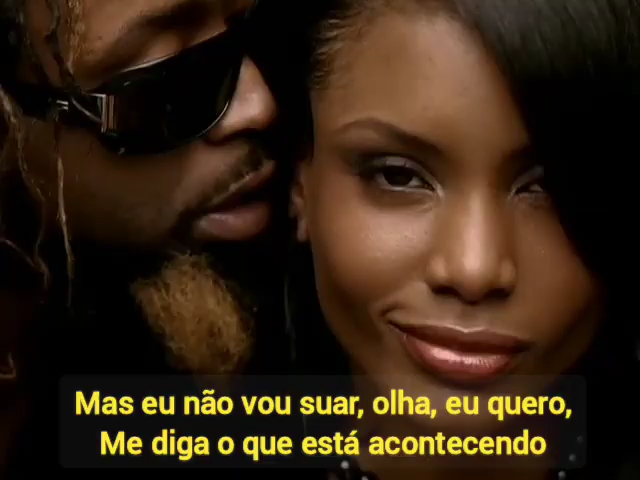 Mas eu não vou suar, olha, eu quero,
Me diga o que está acontecendo